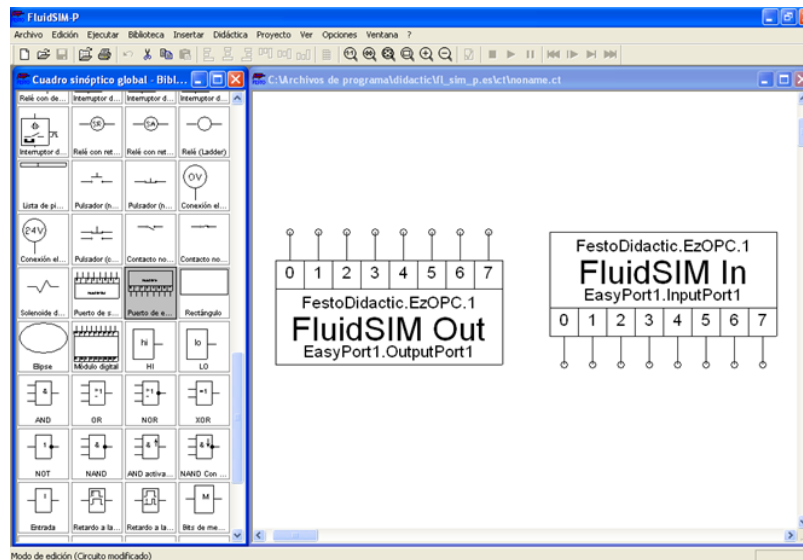 FluidSIM-P
Archivo Edición Ejecutar Biblioteca Insertar Didáctica Proyecto Ver Opciones Ventana ?
Cuadro sinóptico global - Bibl...
C:\Archivos de programa\didactic\fl_sim_p.es\ct\noname.ct
Relé con de... Interruptor d... Interruptor d... Interruptor d...
Interruptor d... Relé con ret... Relé con ret... Relé (Ladder)
0V
Lista de pi... Pulsador (n... Pulsador (n... Conexión el...
24V
Conexión el... Pulsador (c... Contacto no... Contacto no...
Solenoide d... Puerto de s... Puerto de e... Rectángulo
hi lo
Elipse Módulo digital HI LO
AND OR NOR XOR
NOT NAND AND activa... NAND Con ...
Entrada Retardo a la... Retardo a la... Bits de me...
0 1 2 3 4 5 6 7
FestoDidactic.EzOPC.1
FluidSIM Out
EasyPort1.OutputPort1
FestoDidactic.EzOPC.1
FluidSIM In
EasyPort1.InputPort1
0 1 2 3 4 5 6 7
Modo de edición (Circuito modificado)